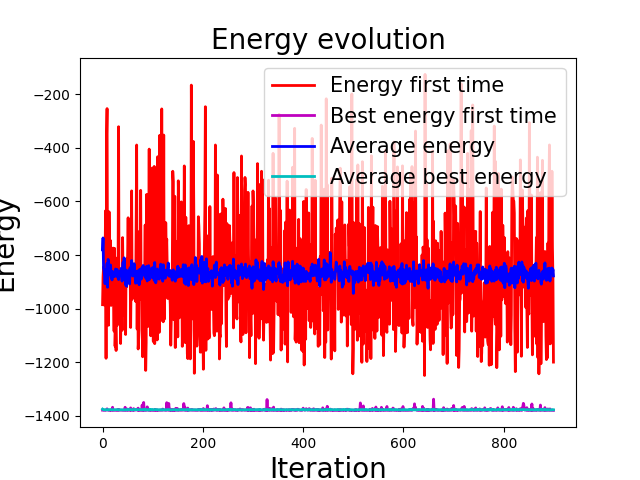 Energy evolution
Energy
−200
−400
−600
−800
−1000
−1200
−1400
Energy first time
Best energy first time
Average energy
Average best energy
0
200
400
600
800
Iteration